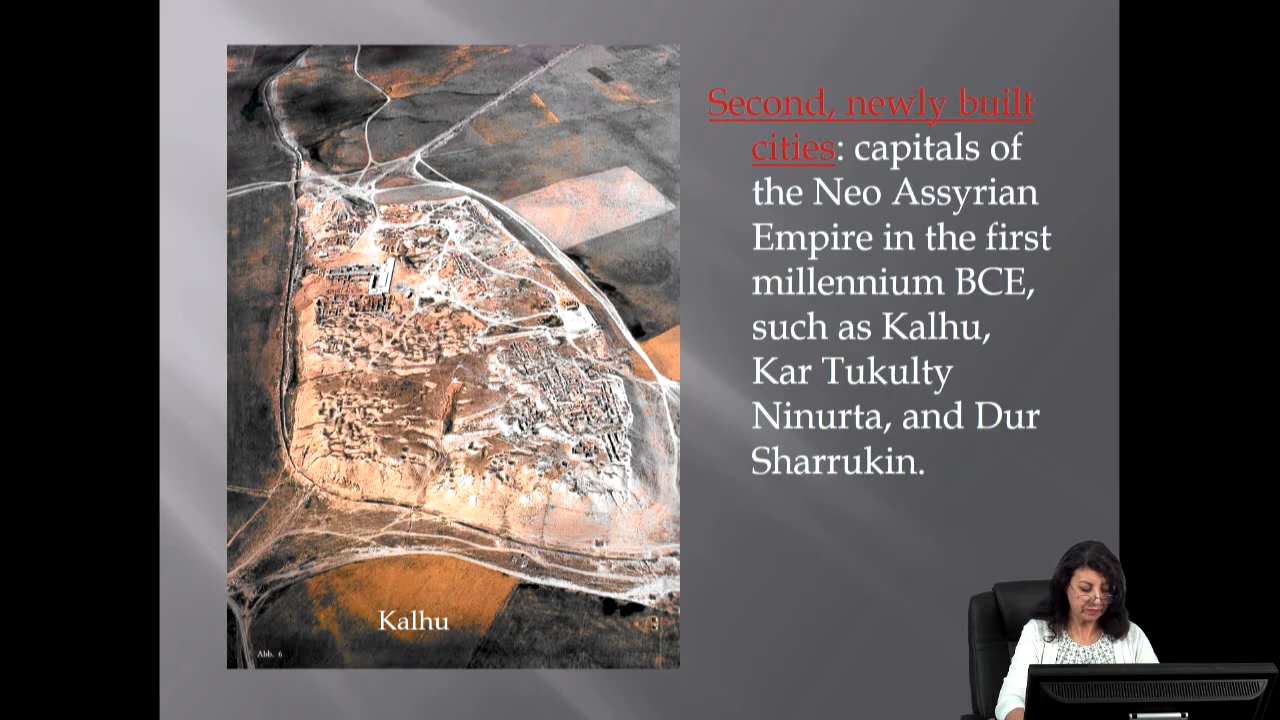 Second, newly built
cities: capitals of
the Neo Assyrian
Empire in the first
millennium BCE,
such as Kalhu,
Kar Tukulty
Ninurta, and Dur
Sharrukin.
Kalhu
Abb. 6